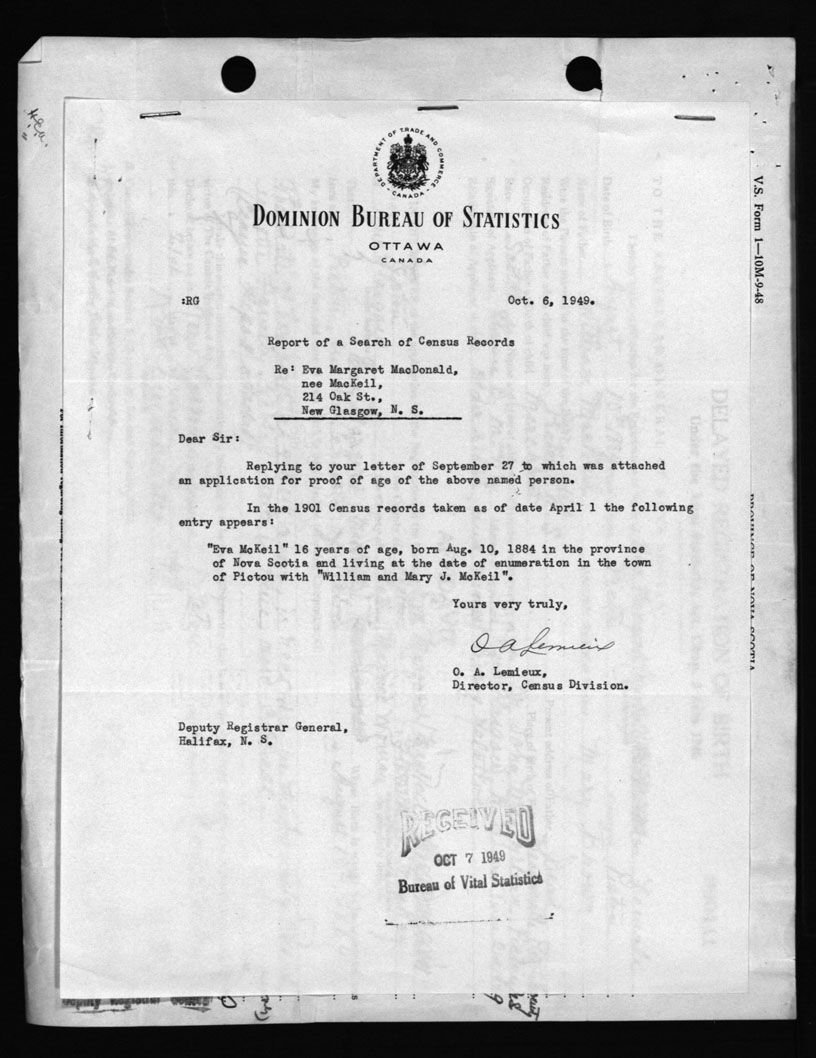 DEPARTMENT OF TRADE AND COMMERCE
CANADA
DOMINION BUREAU OF STATISTICS
OTTAWA
CANADA
:RG Oct. 6, 1949.
Report of a Search of Census Records
Re: Eva Margaret MacDonald,
nee MacKeil,
214 Oak St.,
New Glasgow, N. S.
Dear Sir:
Replying to your letter of September 27 to which was attached
an application for proof of age of the above named person.
In the 1901 Census records taken as of date April 1 the following
entry appears:
"Eva McKeil" 16 years of age, born Aug. 10, 1884 in the province
of Nova Scotia and living at the date of enumeration in the town
of Pictou with "William and Mary J. McKeil".
Yours very truly,
O A Lemieux
O. A. Lemieux,
Director, Census Division.
Deputy Registrar General,
Halifax, N. S.
RECEIVED
OCT 7 1949
Bureau of Vital Statistics
V.S. Form 1—10M-9-48
PROVINCE OF NOVA SCOTIA